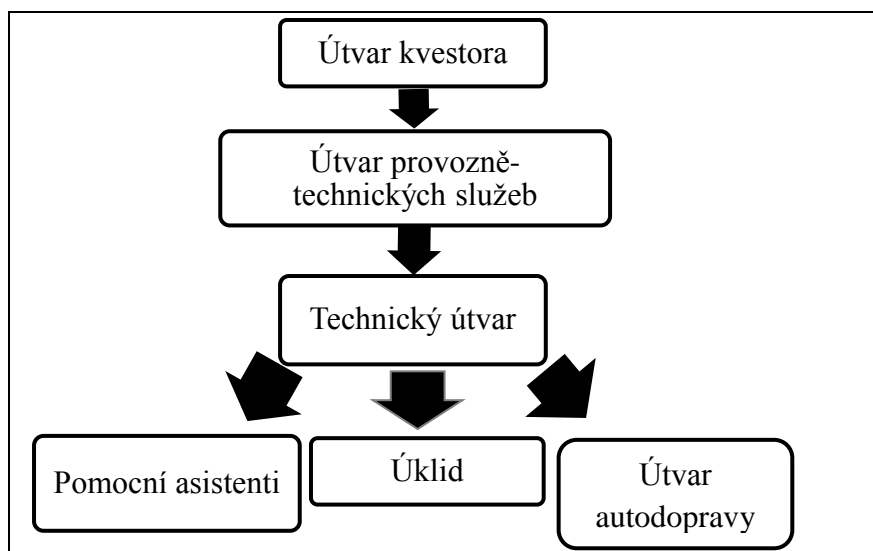 Útvar kvestora
Útvar provozně-
technických služeb
Technický útvar
Pomocní asistenti
Úklid
Útvar
autodopravy